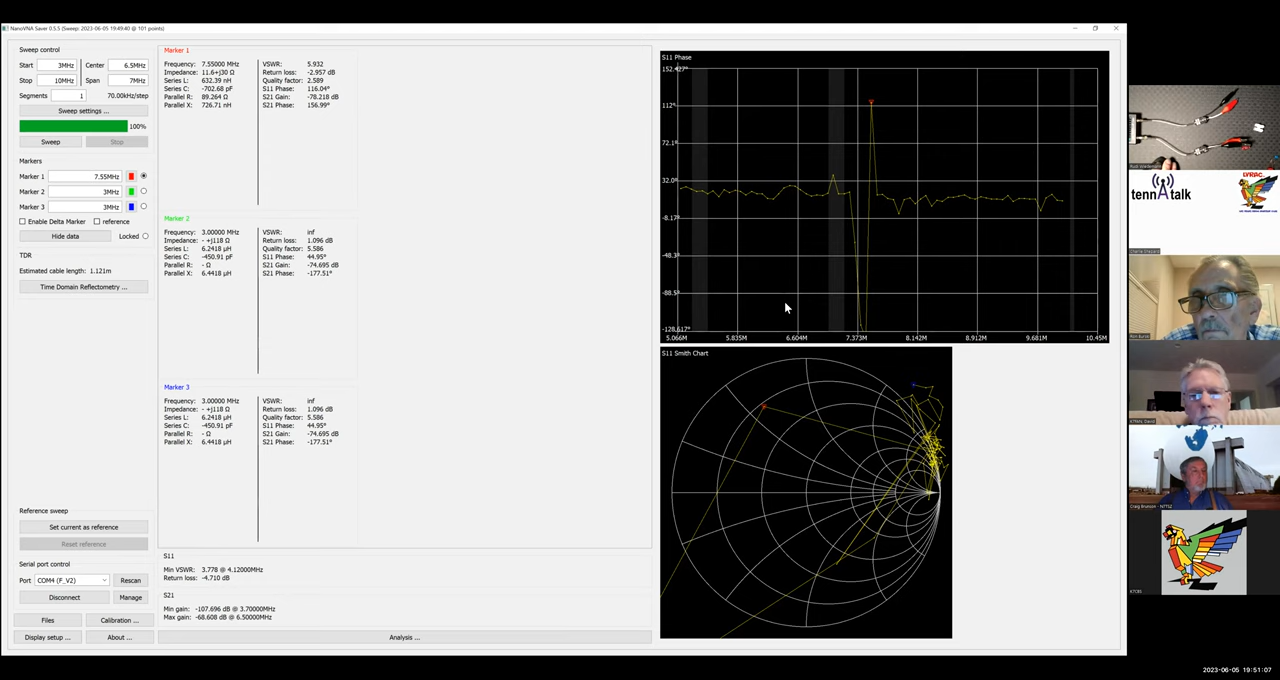 NanoVNA Saver 0.5.5 (Sweep: 2023-06-05 19:49:40 @ 101 points)
Sweep control
Start 3MHz Center 6.5MHz
Stop 10MHz Span 7MHz
Segments 1 70.00kHz/step
Sweep settings ...
100%
Sweep Stop
Markers
Marker 1 7.55MHz
Marker 2 3MHz
Marker 3 3MHz
Enable Delta Marker reference
Hide data Locked
TDR
Estimated cable length: 1.121m
Time Domain Reflectometry ...
Reference sweep
Set current as reference
Reset reference
Serial port control
Port COM4 (F_V2) Rescan
Disconnect Manage
Files Calibration ...
Display setup ... About ...
Marker 1
Frequency: 7.55000 MHz VSWR: 5.932
Impedance: 11.6+j30 Ω Return loss: -2.957 dB
Series L: 632.39 nH Quality factor: 2.589
Series C: -702.68 pF S11 Phase: 116.04°
Parallel R: 89.264 Ω S21 Gain: -78.218 dB
Parallel X: 726.71 nH S21 Phase: 156.99°
Marker 2
Frequency: 3.00000 MHz VSWR: inf
Impedance: - +j118 Ω Return loss: 1.096 dB
Series L: 6.2418 µH Quality factor: 5.586
Series C: -450.91 pF S11 Phase: 44.95°
Parallel R: - Ω S21 Gain: -74.695 dB
Parallel X: 6.4418 µH S21 Phase: -177.51°
Marker 3
Frequency: 3.00000 MHz VSWR: inf
Impedance: - +j118 Ω Return loss: 1.096 dB
Series L: 6.2418 µH Quality factor: 5.586
Series C: -450.91 pF S11 Phase: 44.95°
Parallel R: - Ω S21 Gain: -74.695 dB
Parallel X: 6.4418 µH S21 Phase: -177.51°
S11
Min VSWR: 3.778 @ 4.12000MHz
Return loss: -4.710 dB
S21
Min gain: -107.696 dB @ 3.70000MHz
Max gain: -68.608 dB @ 6.50000MHz
Analysis ...
S11 Phase
152.427°
112°
72.1°
32.0°
-8.17°
-48.3°
-88.5°
-128.617°
5.066M 5.835M 6.604M 7.373M 8.142M 8.912M 9.681M 10.45M
S11 Smith Chart
tennAtalk
LVRAC
Craig Brunson - N7TSZ
2023-06-05 19:51:07